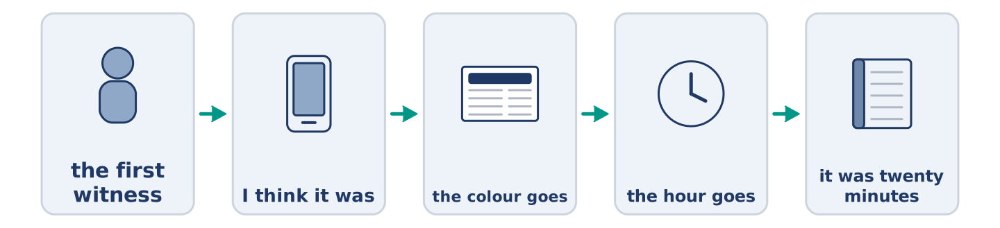 the first
witness
I think it was
the colour goes
the hour goes
it was twenty
minutes